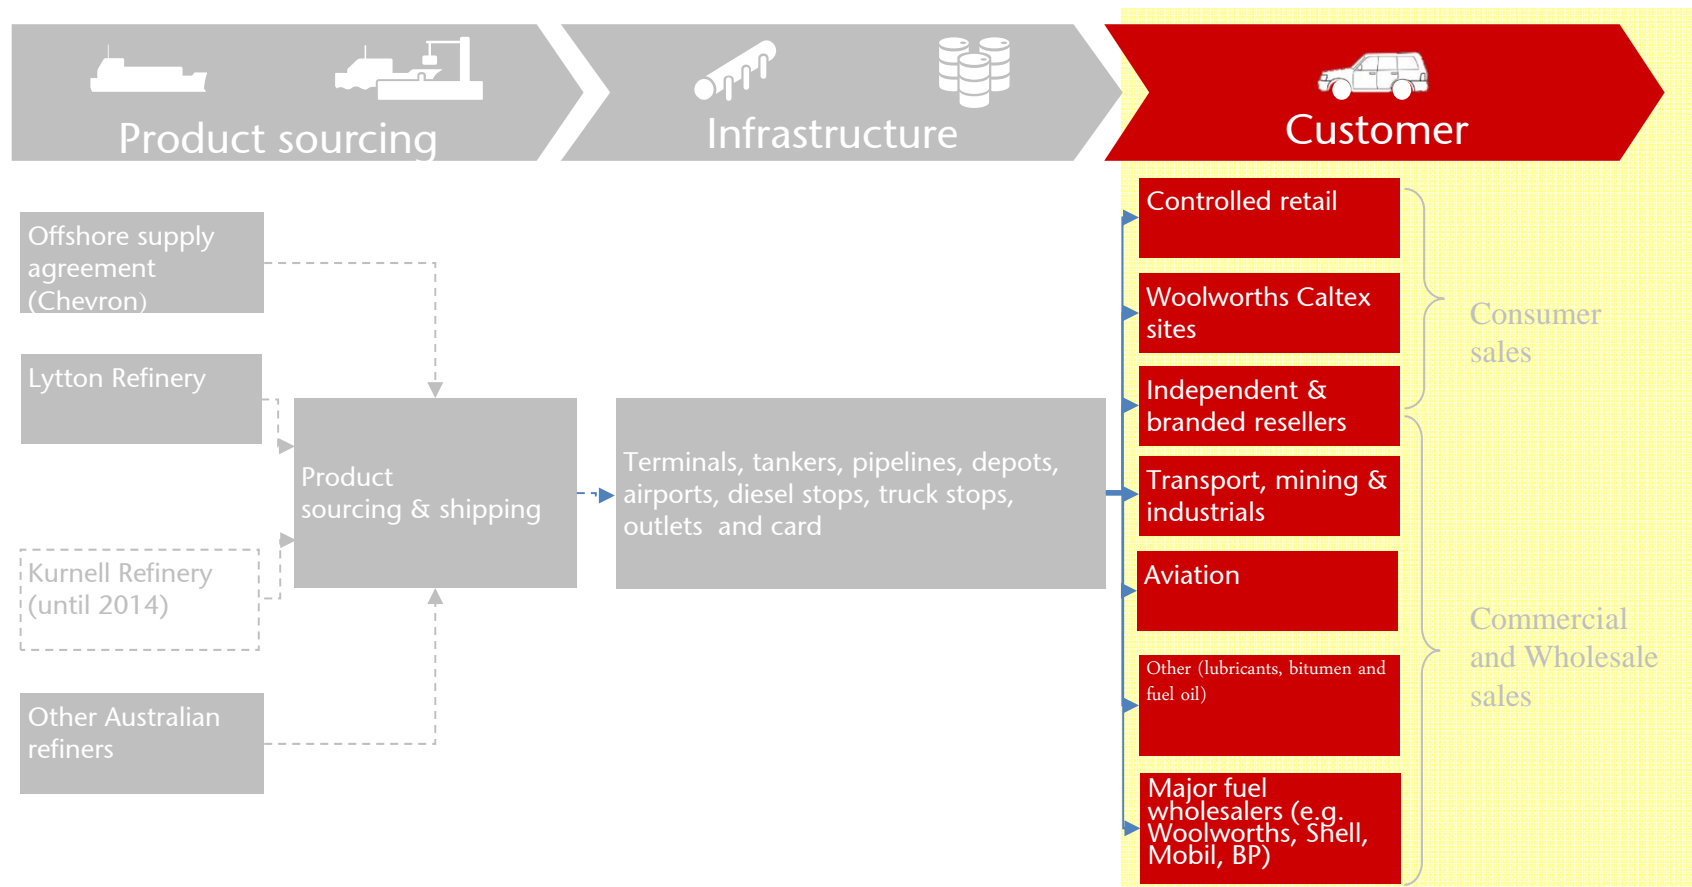 Product sourcing
Infrastructure
Customer
Offshore supply
agreement
(Chevron)
Lytton Refinery
Kurnell Refinery
(until 2014)
Other Australian
refiners
Product
sourcing & shipping
Terminals, tankers, pipelines, depots,
airports, diesel stops, truck stops,
outlets and card
Controlled retail
Woolworths Caltex
sites
Independent &
branded resellers
Transport, mining &
industrials
Aviation
Other (lubricants, bitumen and
fuel oil)
Major fuel
wholesalers (e.g.
Woolworths, Shell,
Mobil, BP)
Consumer
sales
Commercial
and Wholesale
sales